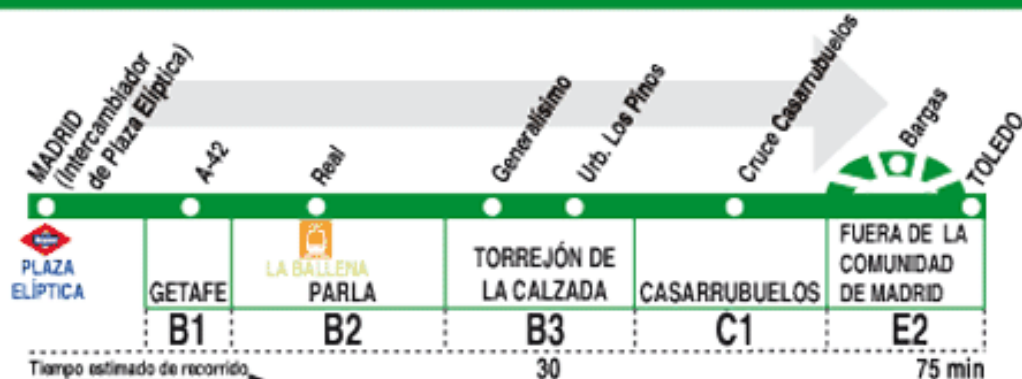 MADRID
(Intercambiador
de Plaza Elíptica)
A-42
Real
Generalísimo
Urb. Los Pinos
Cruce Casarrubuelos
Bargas
TOLEDO
PLAZA
ELÍPTICA
GETAFE
LA BALLENA
PARLA
TORREJÓN DE
LA CALZADA
CASARRUBUELOS
FUERA DE LA
COMUNIDAD
DE MADRID
B1 B2 B3 C1 E2
Tiempo estimado de recorrido 30 75 min